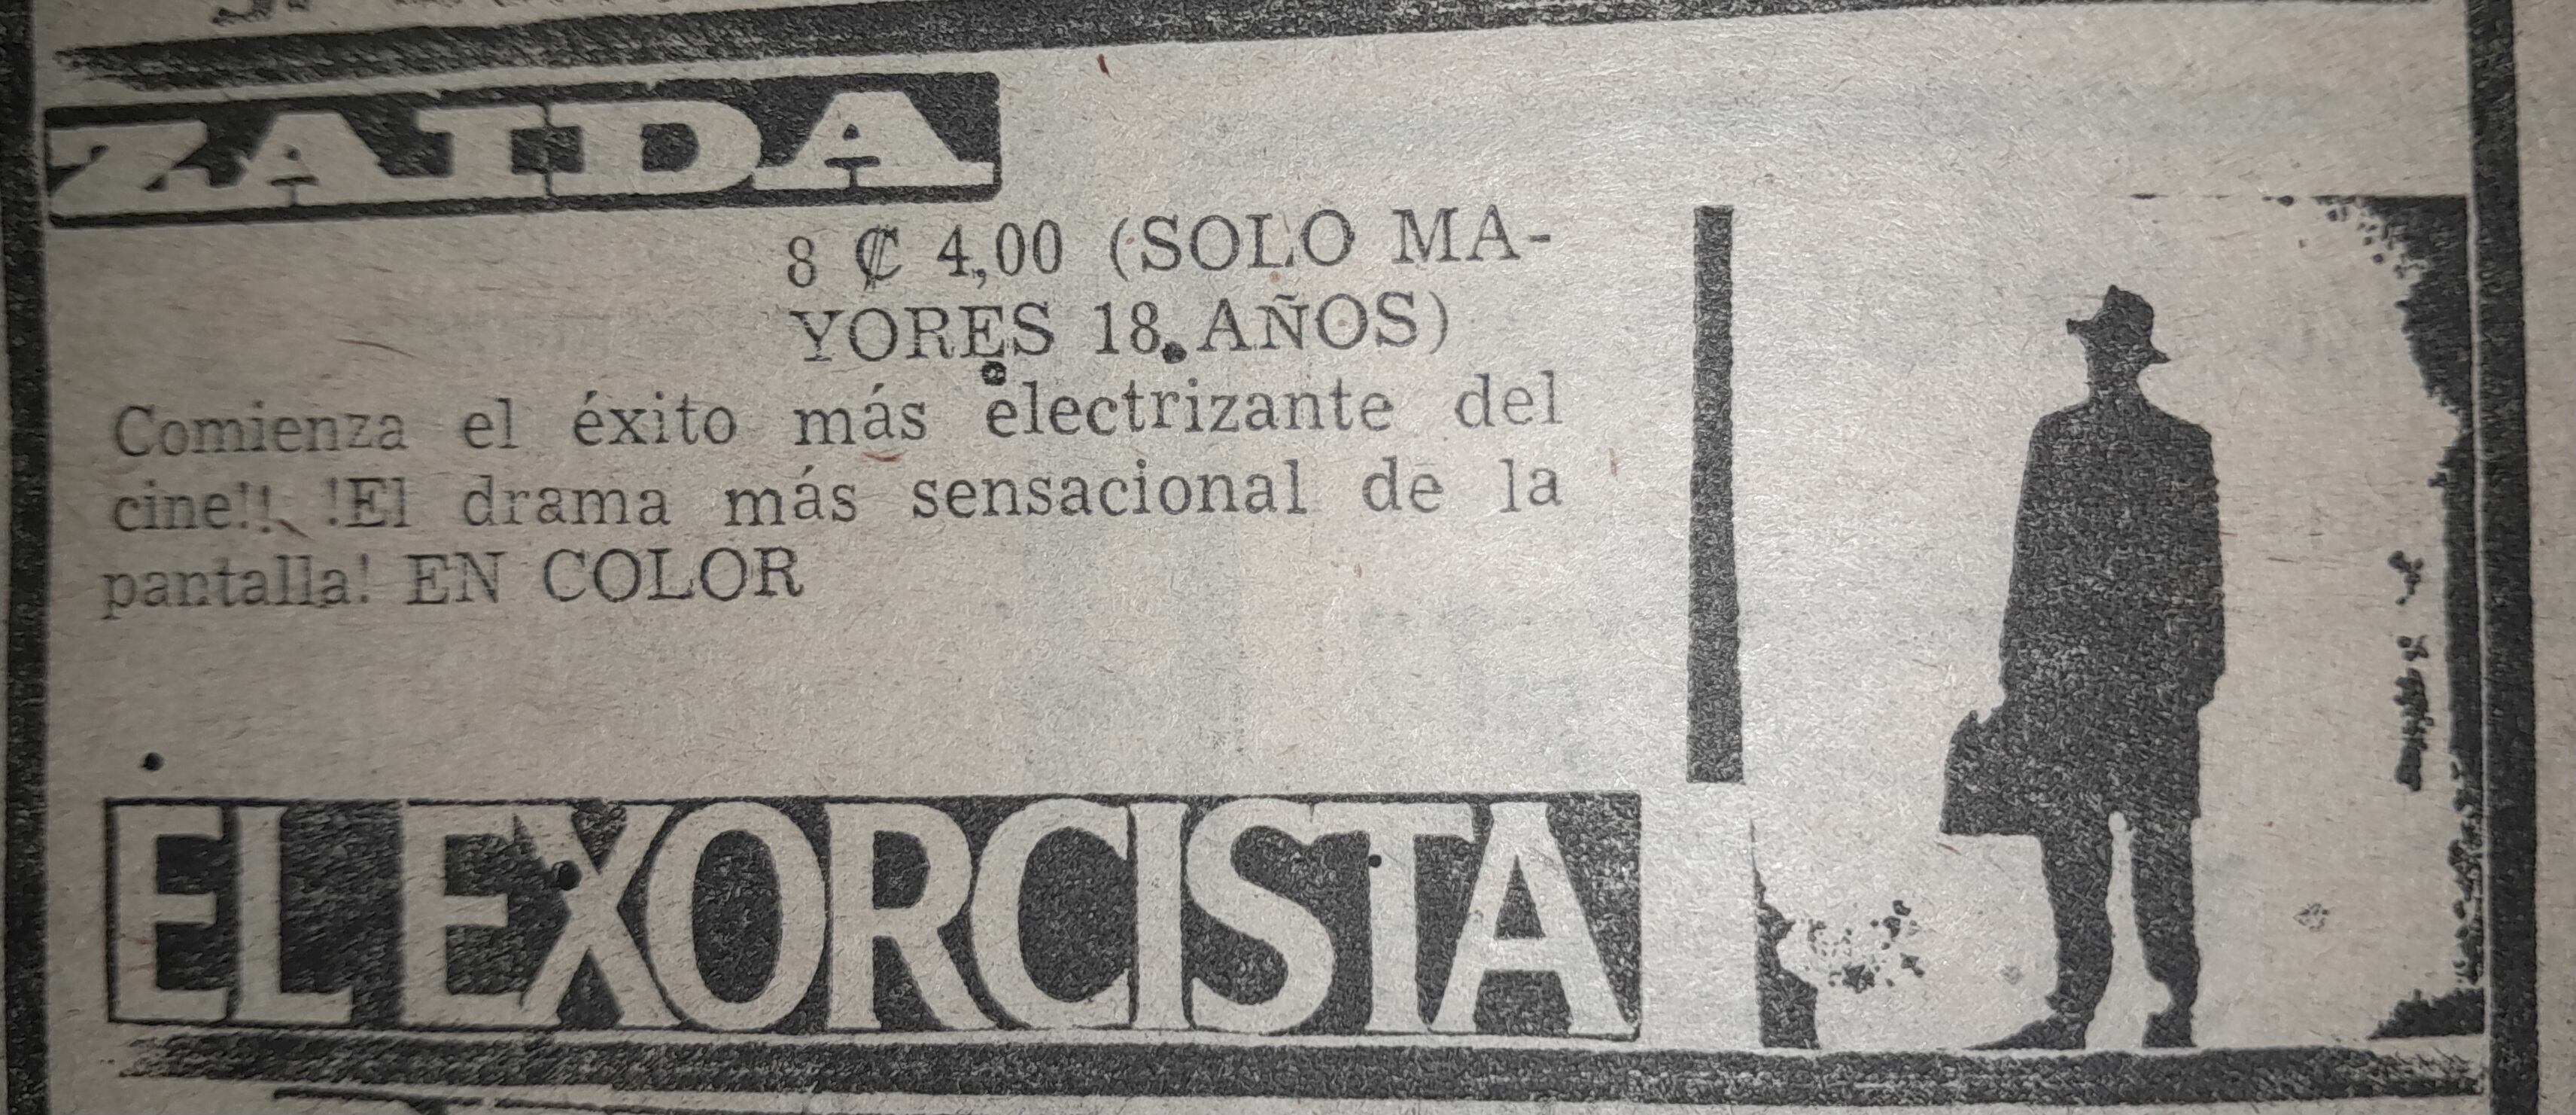 ZAIDA
8 ₡ 4,00 (SOLO MA-
YORES 18 AÑOS)
Comienza el éxito más electrizante del
cine!! !El drama más sensacional de la
pantalla! EN COLOR
EL EXORCISTA